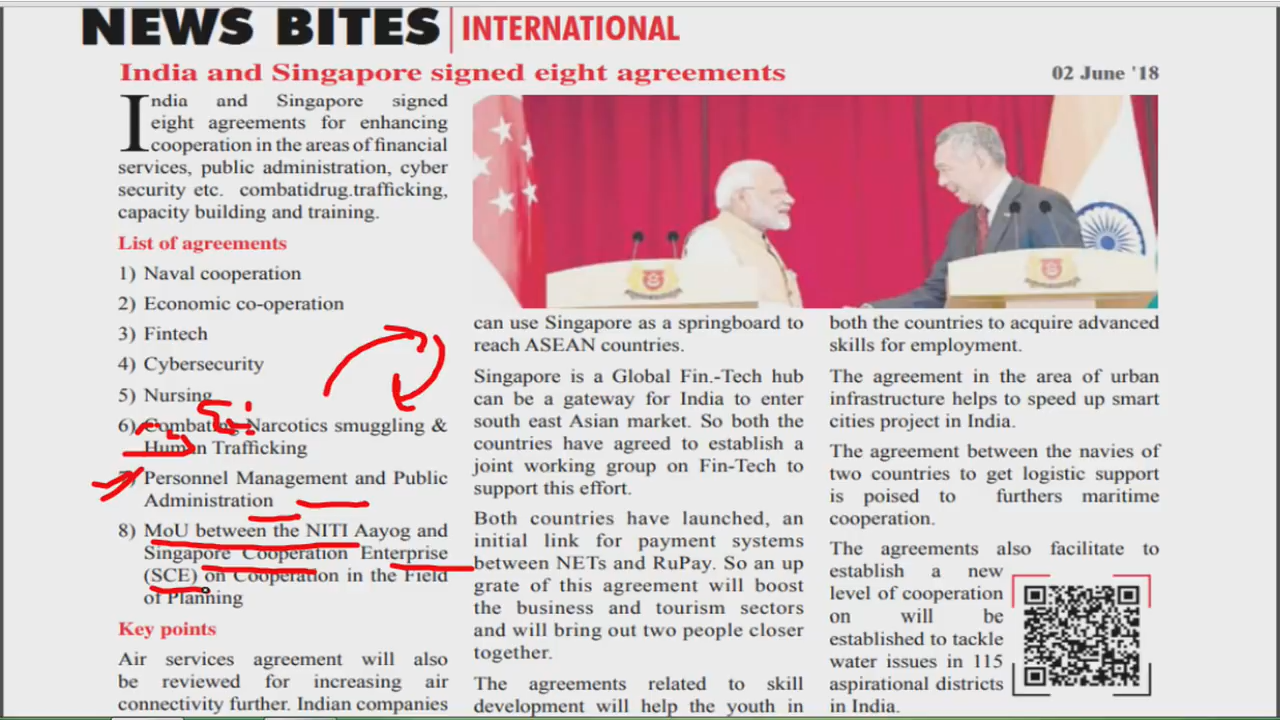 NEWS BITES
INTERNATIONAL
India and Singapore signed eight agreements
02 June '18
India and Singapore signed
eight agreements for enhancing
cooperation in the areas of financial
services, public administration, cyber
security etc. combatidrug.trafficking,
capacity building and training.
List of agreements
1) Naval cooperation
2) Economic co-operation
3) Fintech
4) Cybersecurity
5) Nursing
6) Combating Narcotics smuggling &
Human Trafficking
7) Personnel Management and Public
Administration
8) MoU between the NITI Aayog and
Singapore Cooperation Enterprise
(SCE) on Cooperation in the Field
of Planning
Key points
Air services agreement will also
be reviewed for increasing air
connectivity further. Indian companies
can use Singapore as a springboard to
reach ASEAN countries.
Singapore is a Global Fin.-Tech hub
can be a gateway for India to enter
south east Asian market. So both the
countries have agreed to establish a
joint working group on Fin-Tech to
support this effort.
Both countries have launched, an
initial link for payment systems
between NETs and RuPay. So an up
grate of this agreement will boost
the business and tourism sectors
and will bring out two people closer
together.
The agreements related to skill
development will help the youth in
both the countries to acquire advanced
skills for employment.
The agreement in the area of urban
infrastructure helps to speed up smart
cities project in India.
The agreement between the navies of
two countries to get logistic support
is poised to furthers maritime
cooperation.
The agreements also facilitate to
establish a new
level of cooperation
on will be
established to tackle
water issues in 115
aspirational districts
in India.